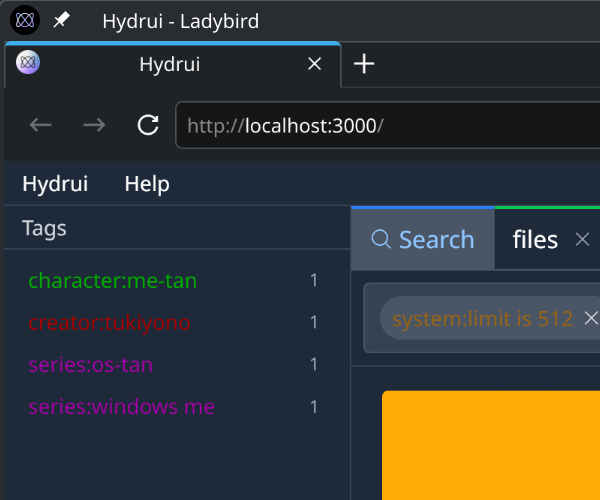 Hydrui - Ladybird
Hydrui
http://localhost:3000/
Hydrui Help
Tags
Search files
character:me-tan 1
system:limit is 512
creator:tukiyono 1
series:os-tan 1
series:windows me 1